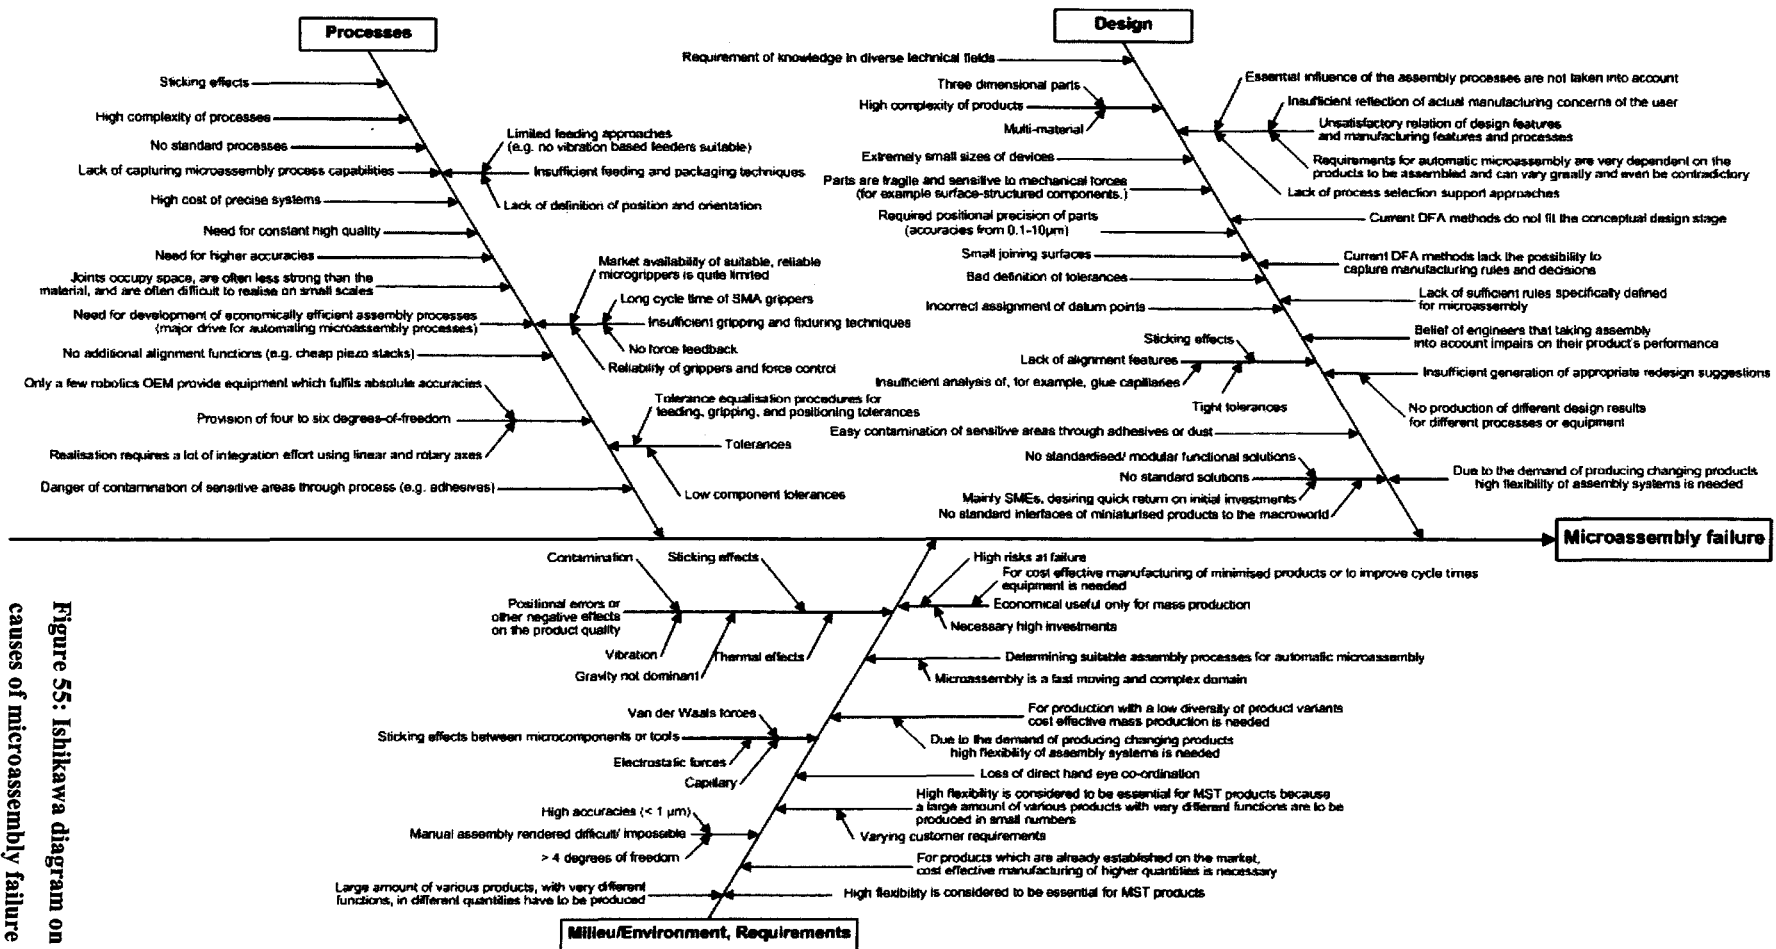 Processes
Sticking effects
High complexity of processes
No standard processes
Lack of capturing microassembly process capabilities
High cost of precise systems
Need for constant high quality
Need for higher accuracies
Joints occupy space, are often less strong than the
material, and are often difficult to realise on small scales
Need for development of economically efficient assembly processes
(major drive for automating microassembly processes)
No additional alignment functions (e.g. cheap piezo stacks)
Only a few robotics OEM provide equipment which fulfils absolute accuracies
Provision of four to six degrees-of-freedom
Realisation requires a lot of integration effort using linear and rotary axes
Danger of contamination of sensitive areas through process (e.g. adhesives)
Limited feeding approaches
(e.g. no vibration based feeders suitable)
Insufficient feeding and packaging techniques
Lack of definition of position and orientation
Market availability of suitable, reliable
microgrippers is quite limited
Long cycle time of SMA grippers
Insufficient gripping and fixturing techniques
No force feedback
Reliability of grippers and force control
Tolerance equalisation procedures for
feeding, gripping, and positioning tolerances
Tolerances
Low component tolerances
Design
Requirement of knowledge in diverse technical fields
Three dimensional parts
High complexity of products
Multi-material
Extremely small sizes of devices
Parts are fragile and sensitive to mechanical forces
(for example surface-structured components.)
Required positional precision of parts
(accuracies from 0.1-10µm)
Small joining surfaces
Bad definition of tolerances
Incorrect assignment of datum points
Sticking effects
Lack of alignment features
Insufficient analysis of, for example, glue capillaries
Tight tolerances
Easy contamination of sensitive areas through adhesives or dust
No standardised/ modular functional solutions
No standard solutions
Mainly SMEs, desiring quick return on initial investments
No standard interfaces of miniaturised products to the macroworld
Essential influence of the assembly processes are not taken into account
Insufficient reflection of actual manufacturing concerns of the user
Unsatisfactory relation of design features
and manufacturing features and processes
Requirements for automatic microassembly are very dependent on the
products to be assembled and can vary greatly and even be contradictory
Lack of process selection support approaches
Current DFA methods do not fit the conceptual design stage
Current DFA methods lack the possibility to
capture manufacturing rules and decisions
Lack of sufficient rules specifically defined
for microassembly
Belief of engineers that taking assembly
into account impairs on their product's performance
Insufficient generation of appropriate redesign suggestions
No production of different design results
for different processes or equipment
Due to the demand of producing changing products
high flexibility of assembly systems is needed
Microassembly failure
Contamination
Sticking effects
Positional errors or
other negative effects
on the product quality
Vibration
Thermal effects
Gravity not dominant
Van der Waals forces
Sticking effects between microcomponents or tools
Electrostatic forces
Capillary
High accuracies (< 1 µm)
Manual assembly rendered difficult/ impossible
> 4 degrees of freedom
Large amount of various products, with very different
functions, in different quantities have to be produced
High risks at failure
For cost effective manufacturing of minimised products or to improve cycle times
equipment is needed
Economical useful only for mass production
Necessary high investments
Determining suitable assembly processes for automatic microassembly
Microassembly is a fast moving and complex domain
For production with a low diversity of product variants
cost effective mass production is needed
Due to the demand of producing changing products
high flexibility of assembly systems is needed
Loss of direct hand eye co-ordination
High flexibility is considered to be essential for MST products because
a large amount of various products with very different functions are to be
produced in small numbers
Varying customer requirements
For products which are already established on the market,
cost effective manufacturing of higher quantities is necessary
High flexibility is considered to be essential for MST products
Milieu/Environment, Requirements
Figure 55: Ishikawa diagram on
causes of microassembly failure